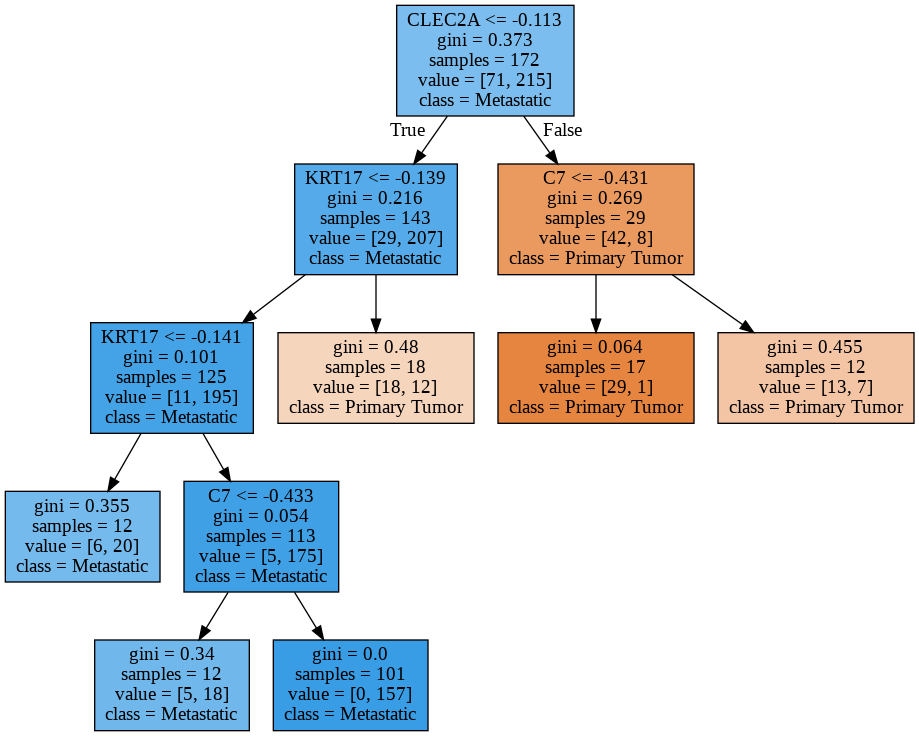 CLEC2A <= -0.113
gini = 0.373
samples = 172
value = [71, 215]
class = Metastatic
True
False
KRT17 <= -0.139
gini = 0.216
samples = 143
value = [29, 207]
class = Metastatic
C7 <= -0.431
gini = 0.269
samples = 29
value = [42, 8]
class = Primary Tumor
KRT17 <= -0.141
gini = 0.101
samples = 125
value = [11, 195]
class = Metastatic
gini = 0.48
samples = 18
value = [18, 12]
class = Primary Tumor
gini = 0.064
samples = 17
value = [29, 1]
class = Primary Tumor
gini = 0.455
samples = 12
value = [13, 7]
class = Primary Tumor
gini = 0.355
samples = 12
value = [6, 20]
class = Metastatic
C7 <= -0.433
gini = 0.054
samples = 113
value = [5, 175]
class = Metastatic
gini = 0.34
samples = 12
value = [5, 18]
class = Metastatic
gini = 0.0
samples = 101
value = [0, 157]
class = Metastatic